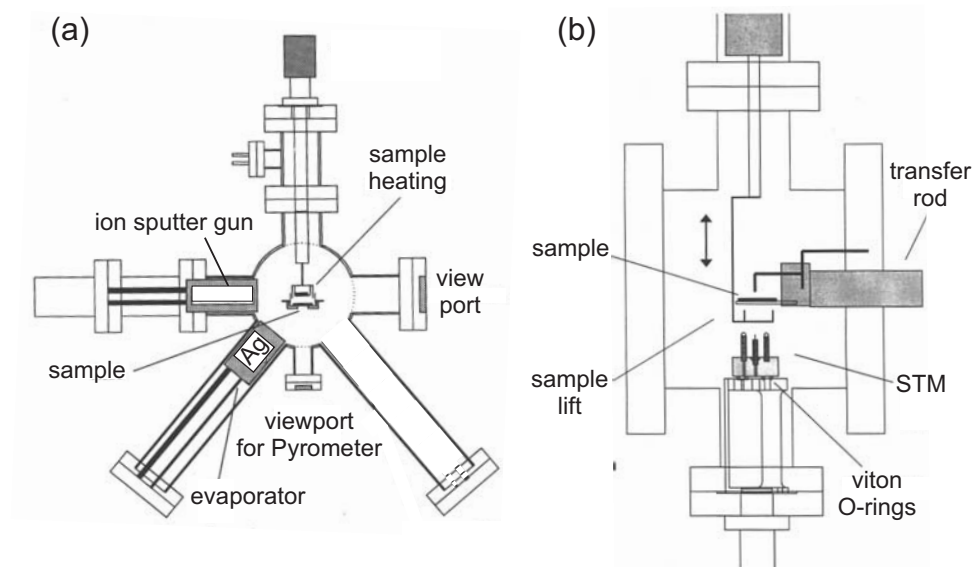 (a)
sample
heating
ion sputter gun
view
port
sample
Ag
viewport
for Pyrometer
evaporator
(b)
transfer
rod
sample
sample
lift
STM
viton
O-rings